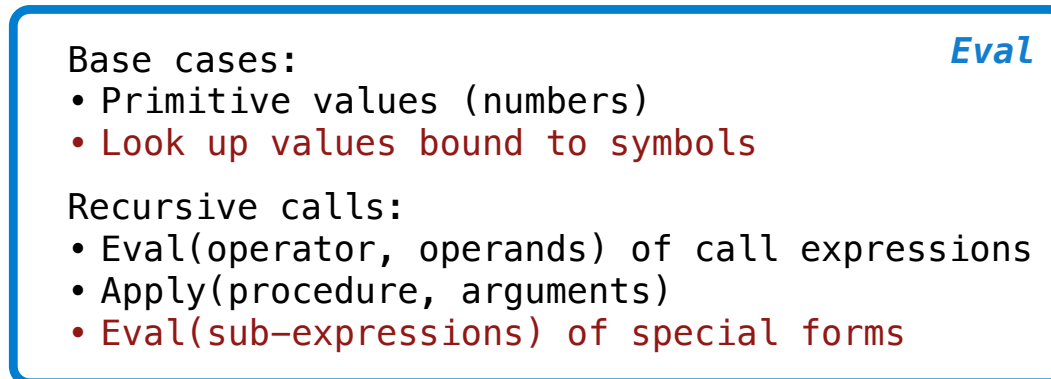 Eval
Base cases:
• Primitive values (numbers)
• Look up values bound to symbols
Recursive calls:
• Eval(operator, operands) of call expressions
• Apply(procedure, arguments)
• Eval(sub-expressions) of special forms